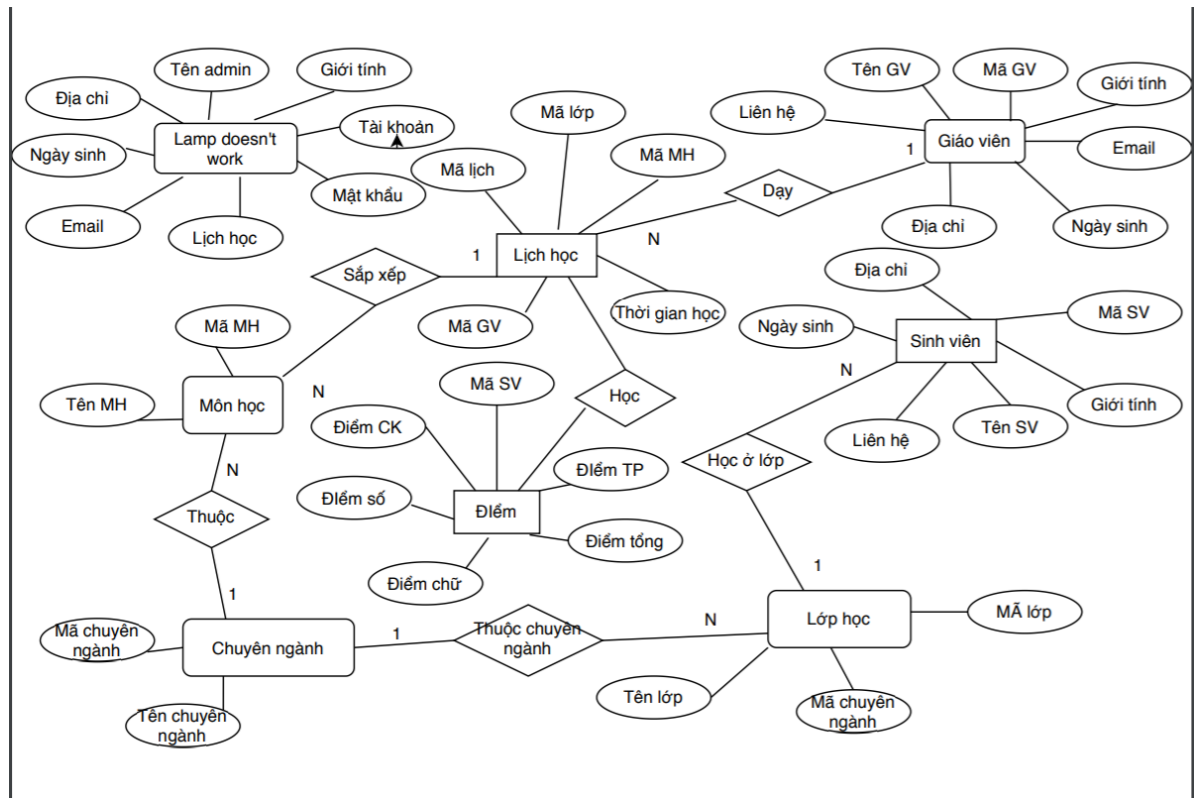 Tên admin
Giới tính
Địa chỉ
Lamp doesn't
work
Tài khoản
Ngày sinh
Mật khẩu
Email
Lịch học
Mã lớp
Mã lịch
Mã MH
Lịch học
Mã GV
Thời gian học
Tên GV
Mã GV
Giới tính
Liên hệ
Giáo viên
Email
Địa chỉ
Ngày sinh
1
Dạy
N
Sắp xếp
1
N
Mã MH
Tên MH
Môn học
Học
Địa chỉ
Ngày sinh
Mã SV
Sinh viên
Giới tính
Liên hệ
Tên SV
N
Học ở lớp
1
Mã SV
Điểm CK
ĐIểm TP
ĐIểm số
ĐIểm
Điểm tổng
Điểm chữ
N
Thuộc
1
Mã chuyên
ngành
Chuyên ngành
Tên chuyên
ngành
1
Thuộc chuyên
ngành
N
Lớp học
MÃ lớp
Tên lớp
Mã chuyên
ngành